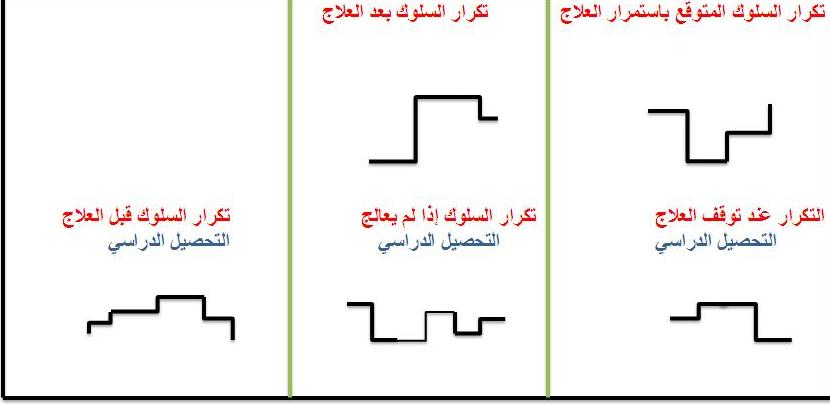 تكرار السلوك المتوقع باستمرار العلاج
تكرار السلوك بعد العلاج
التكرار عند توقف العلاج
التحصيل الدراسي
تكرار السلوك إذا لم يعالج
التحصيل الدراسي
تكرار السلوك قبل العلاج
التحصيل الدراسي